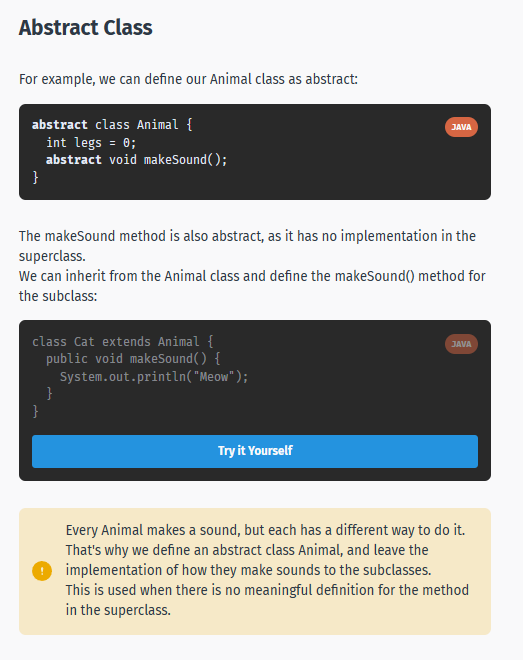 Abstract Class
For example, we can define our Animal class as abstract:
abstract class Animal {
JAVA
  int legs = 0;
  abstract void makeSound();
}
The makeSound method is also abstract, as it has no implementation in the
superclass.
We can inherit from the Animal class and define the makeSound() method for
the subclass:
class Cat extends Animal {
JAVA
  public void makeSound() {
    System.out.println("Meow");
  }
}
Try it Yourself
Every Animal makes a sound, but each has a different way to do it.
That's why we define an abstract class Animal, and leave the
! implementation of how they make sounds to the subclasses.
This is used when there is no meaningful definition for the method
in the superclass.